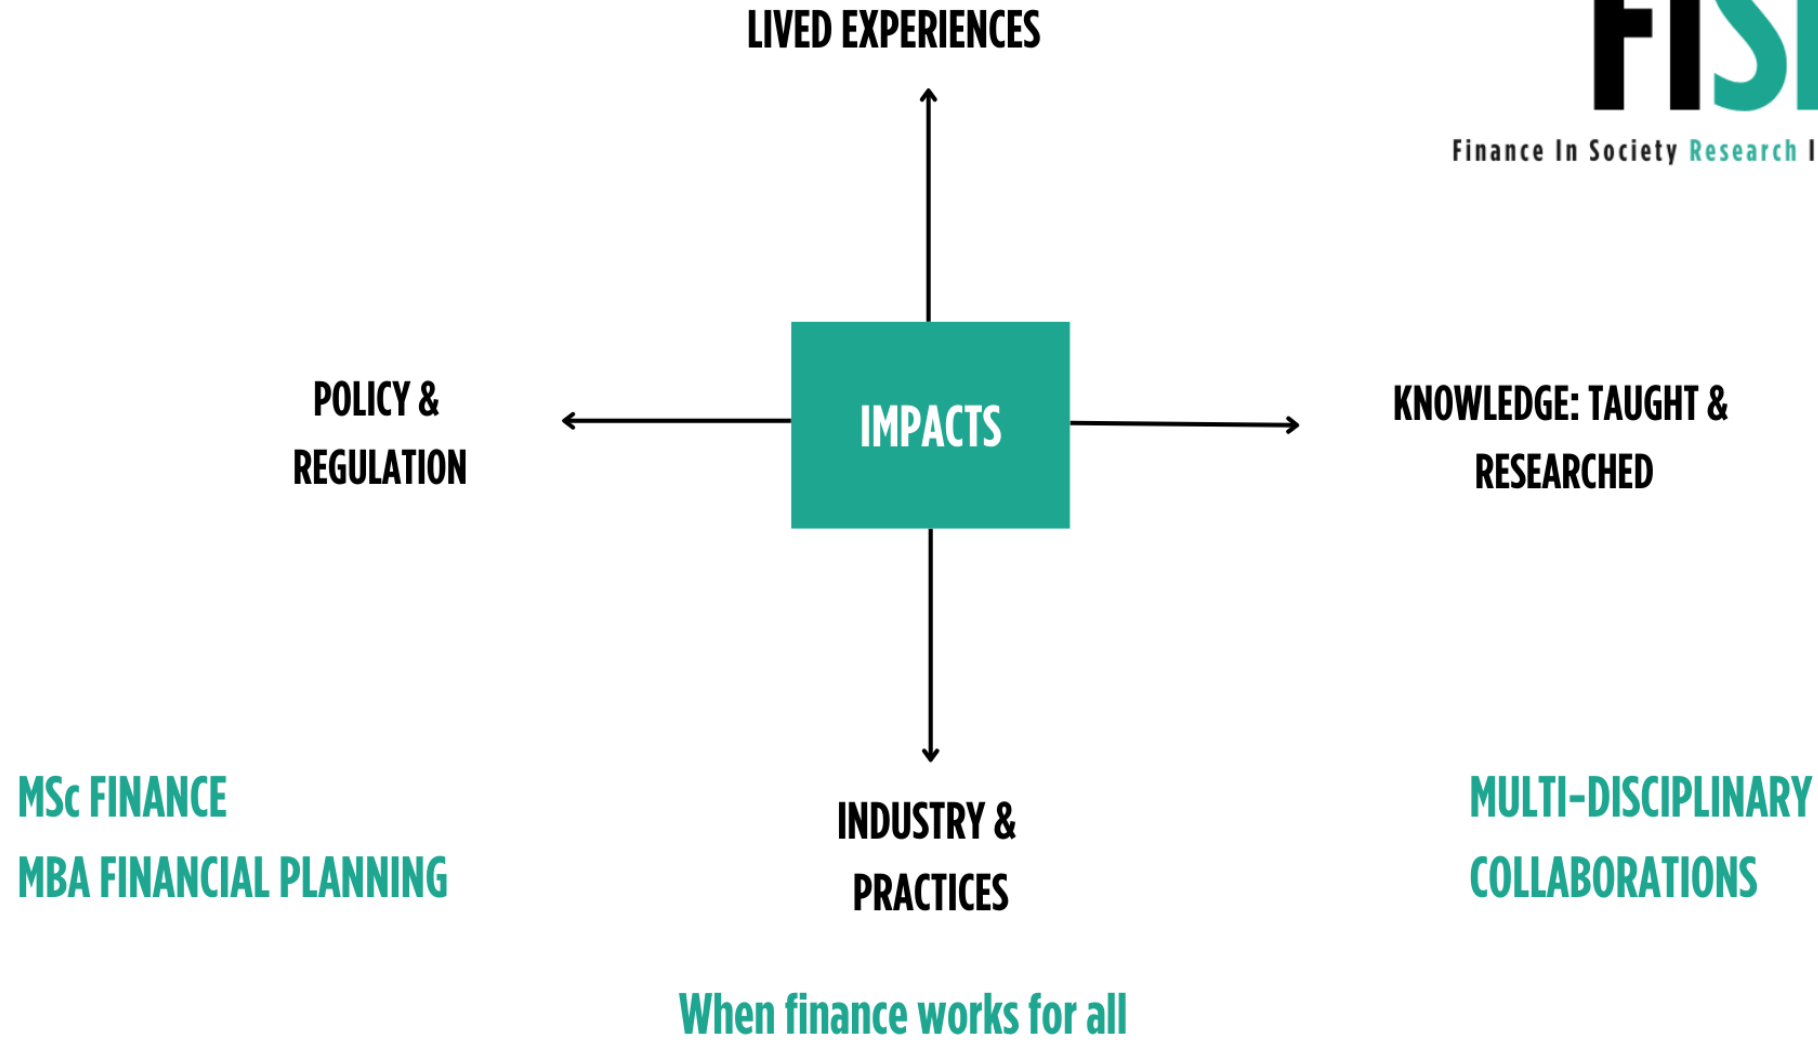 LIVED EXPERIENCES
FIS
Finance In Society Research
POLICY &
REGULATION
IMPACTS
KNOWLEDGE: TAUGHT &
RESEARCHED
MSc FINANCE
MBA FINANCIAL PLANNING
INDUSTRY &
PRACTICES
MULTI-DISCIPLINARY
COLLABORATIONS
When finance works for all